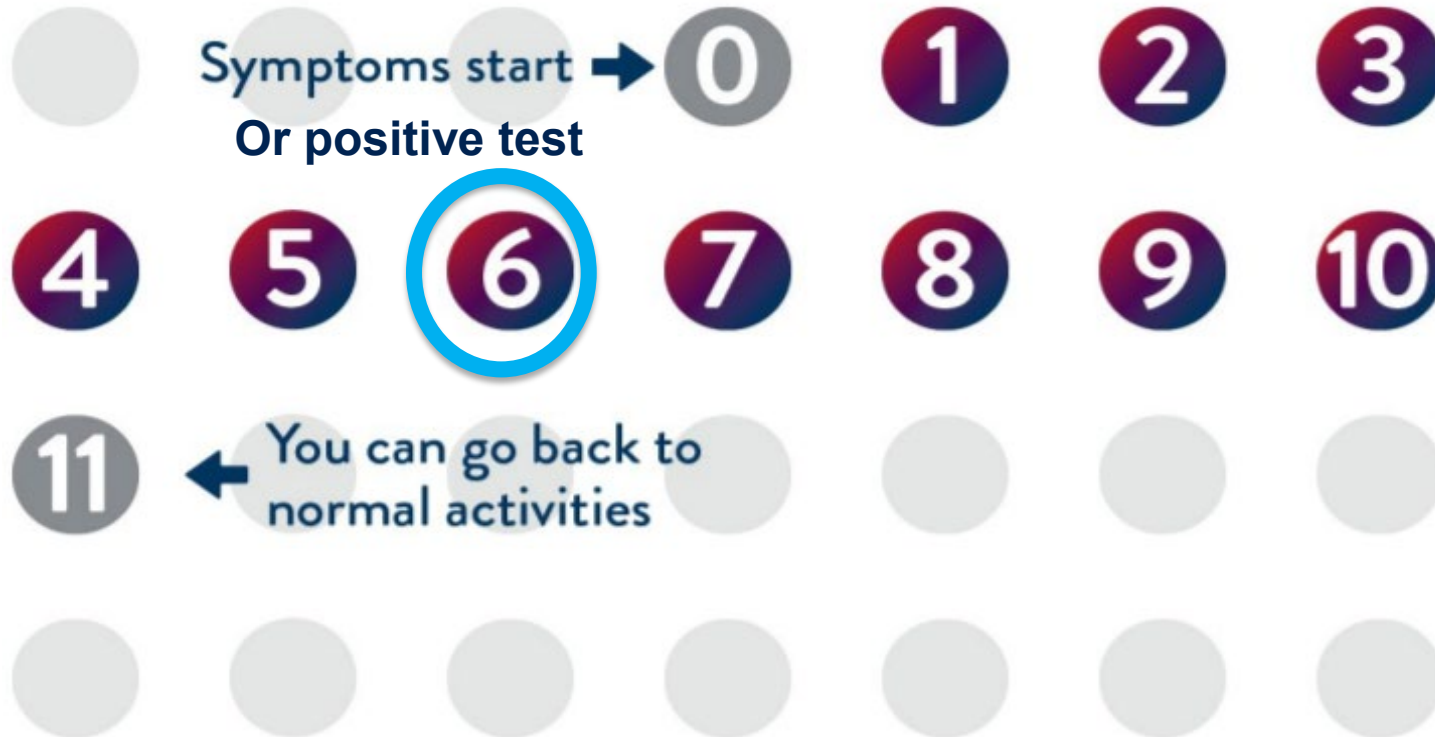 Symptoms start 0 1 2 3
Or positive test
4 5 6 7 8 9 10
11 You can go back to
normal activities